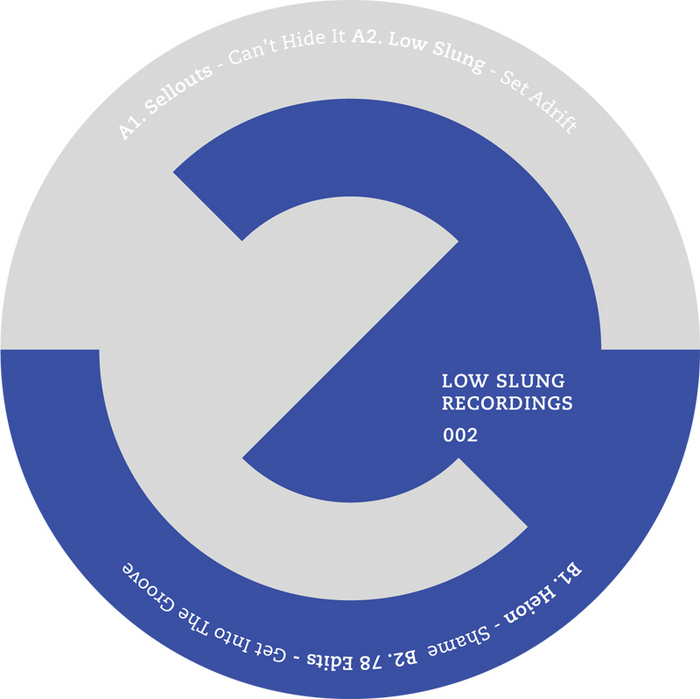 A1. Sellouts - Can't Hide It A2. Low Slung - Set Adrift
LOW SLUNG
RECORDINGS
002
B1. Heion - Shame B2. 78 Edits - Get Into The Groove